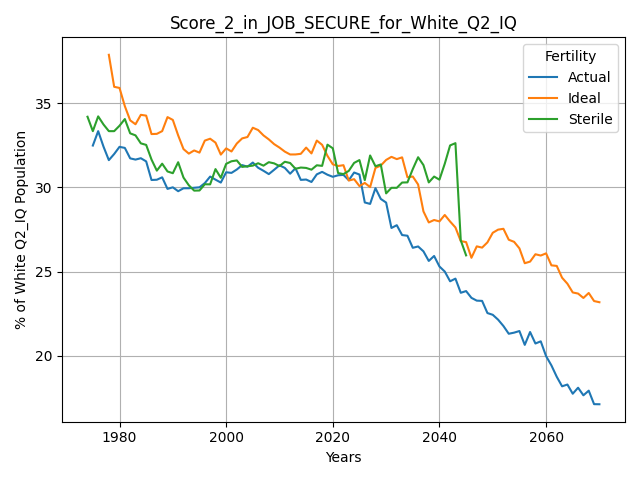 Score_2_in_JOB_SECURE_for_White_Q2_IQ
Fertility
Actual
Ideal
Sterile
% of White Q2_IQ Population
35
30
25
20
1980 2000 2020 2040 2060
Years